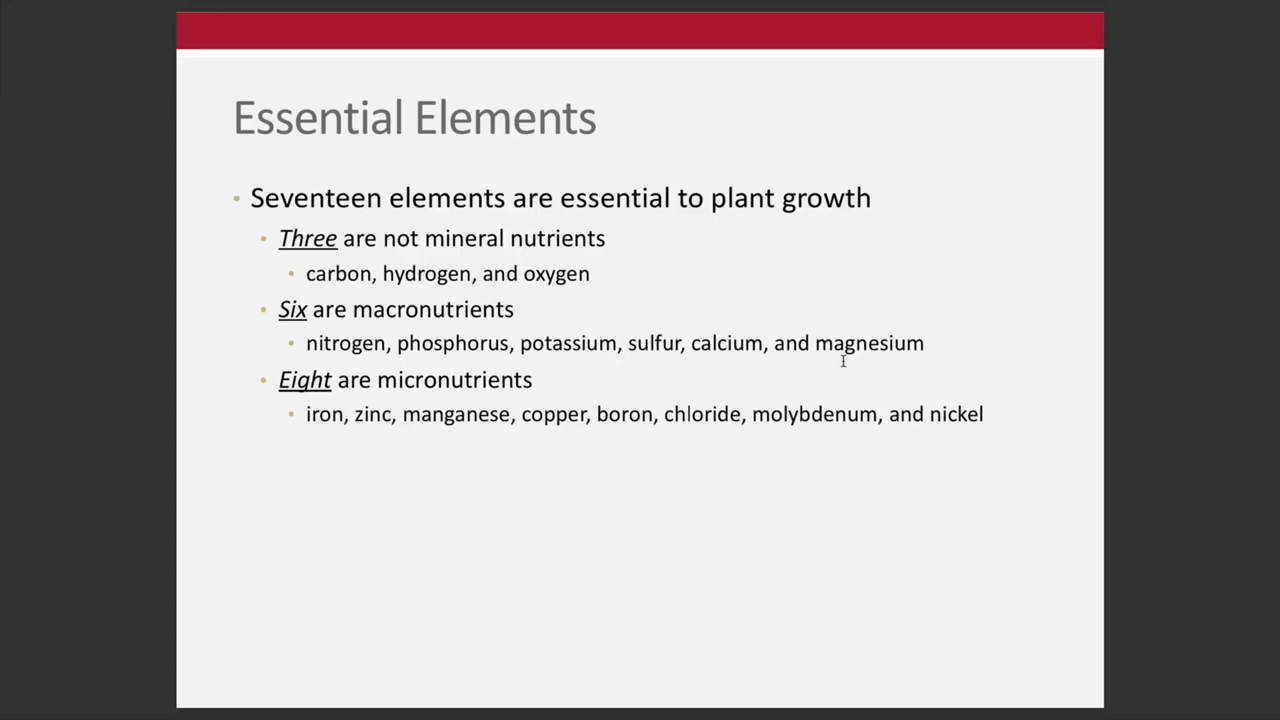 Essential Elements
• Seventeen elements are essential to plant growth
• Three are not mineral nutrients
• carbon, hydrogen, and oxygen
• Six are macronutrients
• nitrogen, phosphorus, potassium, sulfur, calcium, and magnesium
• Eight are micronutrients
• iron, zinc, manganese, copper, boron, chloride, molybdenum, and nickel